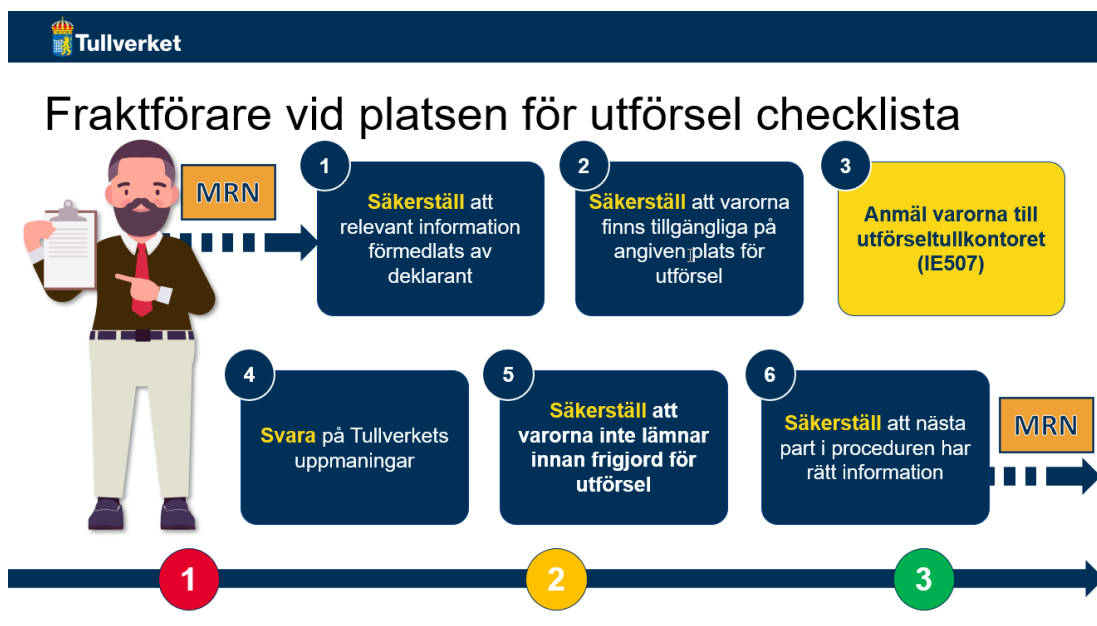 Tullverket
Fraktförare vid platsen för utförsel checklista
MRN
1
Säkerställ att
relevant information
förmedlats av
deklarant
2
Säkerställ att varorna
finns tillgängliga på
angiven plats för
utförsel
3
Anmäl varorna till
utförseltullkontoret
(IE507)
4
Svara på Tullverkets
uppmaningar
5
Säkerställ att
varorna inte lämnar
innan frigjord för
utförsel
6
Säkerställ att nästa
part i proceduren har
rätt information
MRN
1
2
3